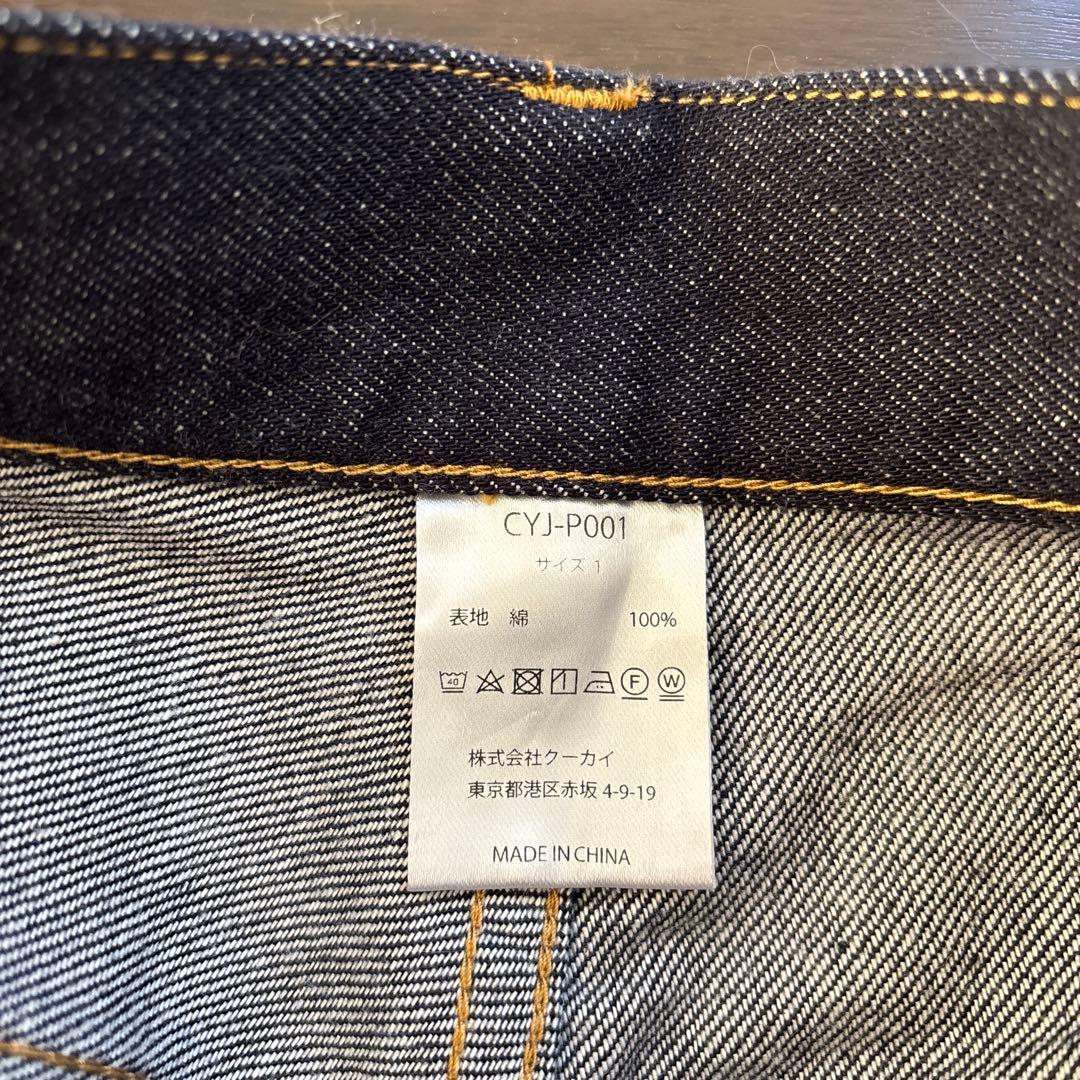 CYJ-P001
サイズ 1
表地 綿 100%
40 F W
株式会社クーカイ
東京都港区赤坂 4-9-19
MADE IN CHINA